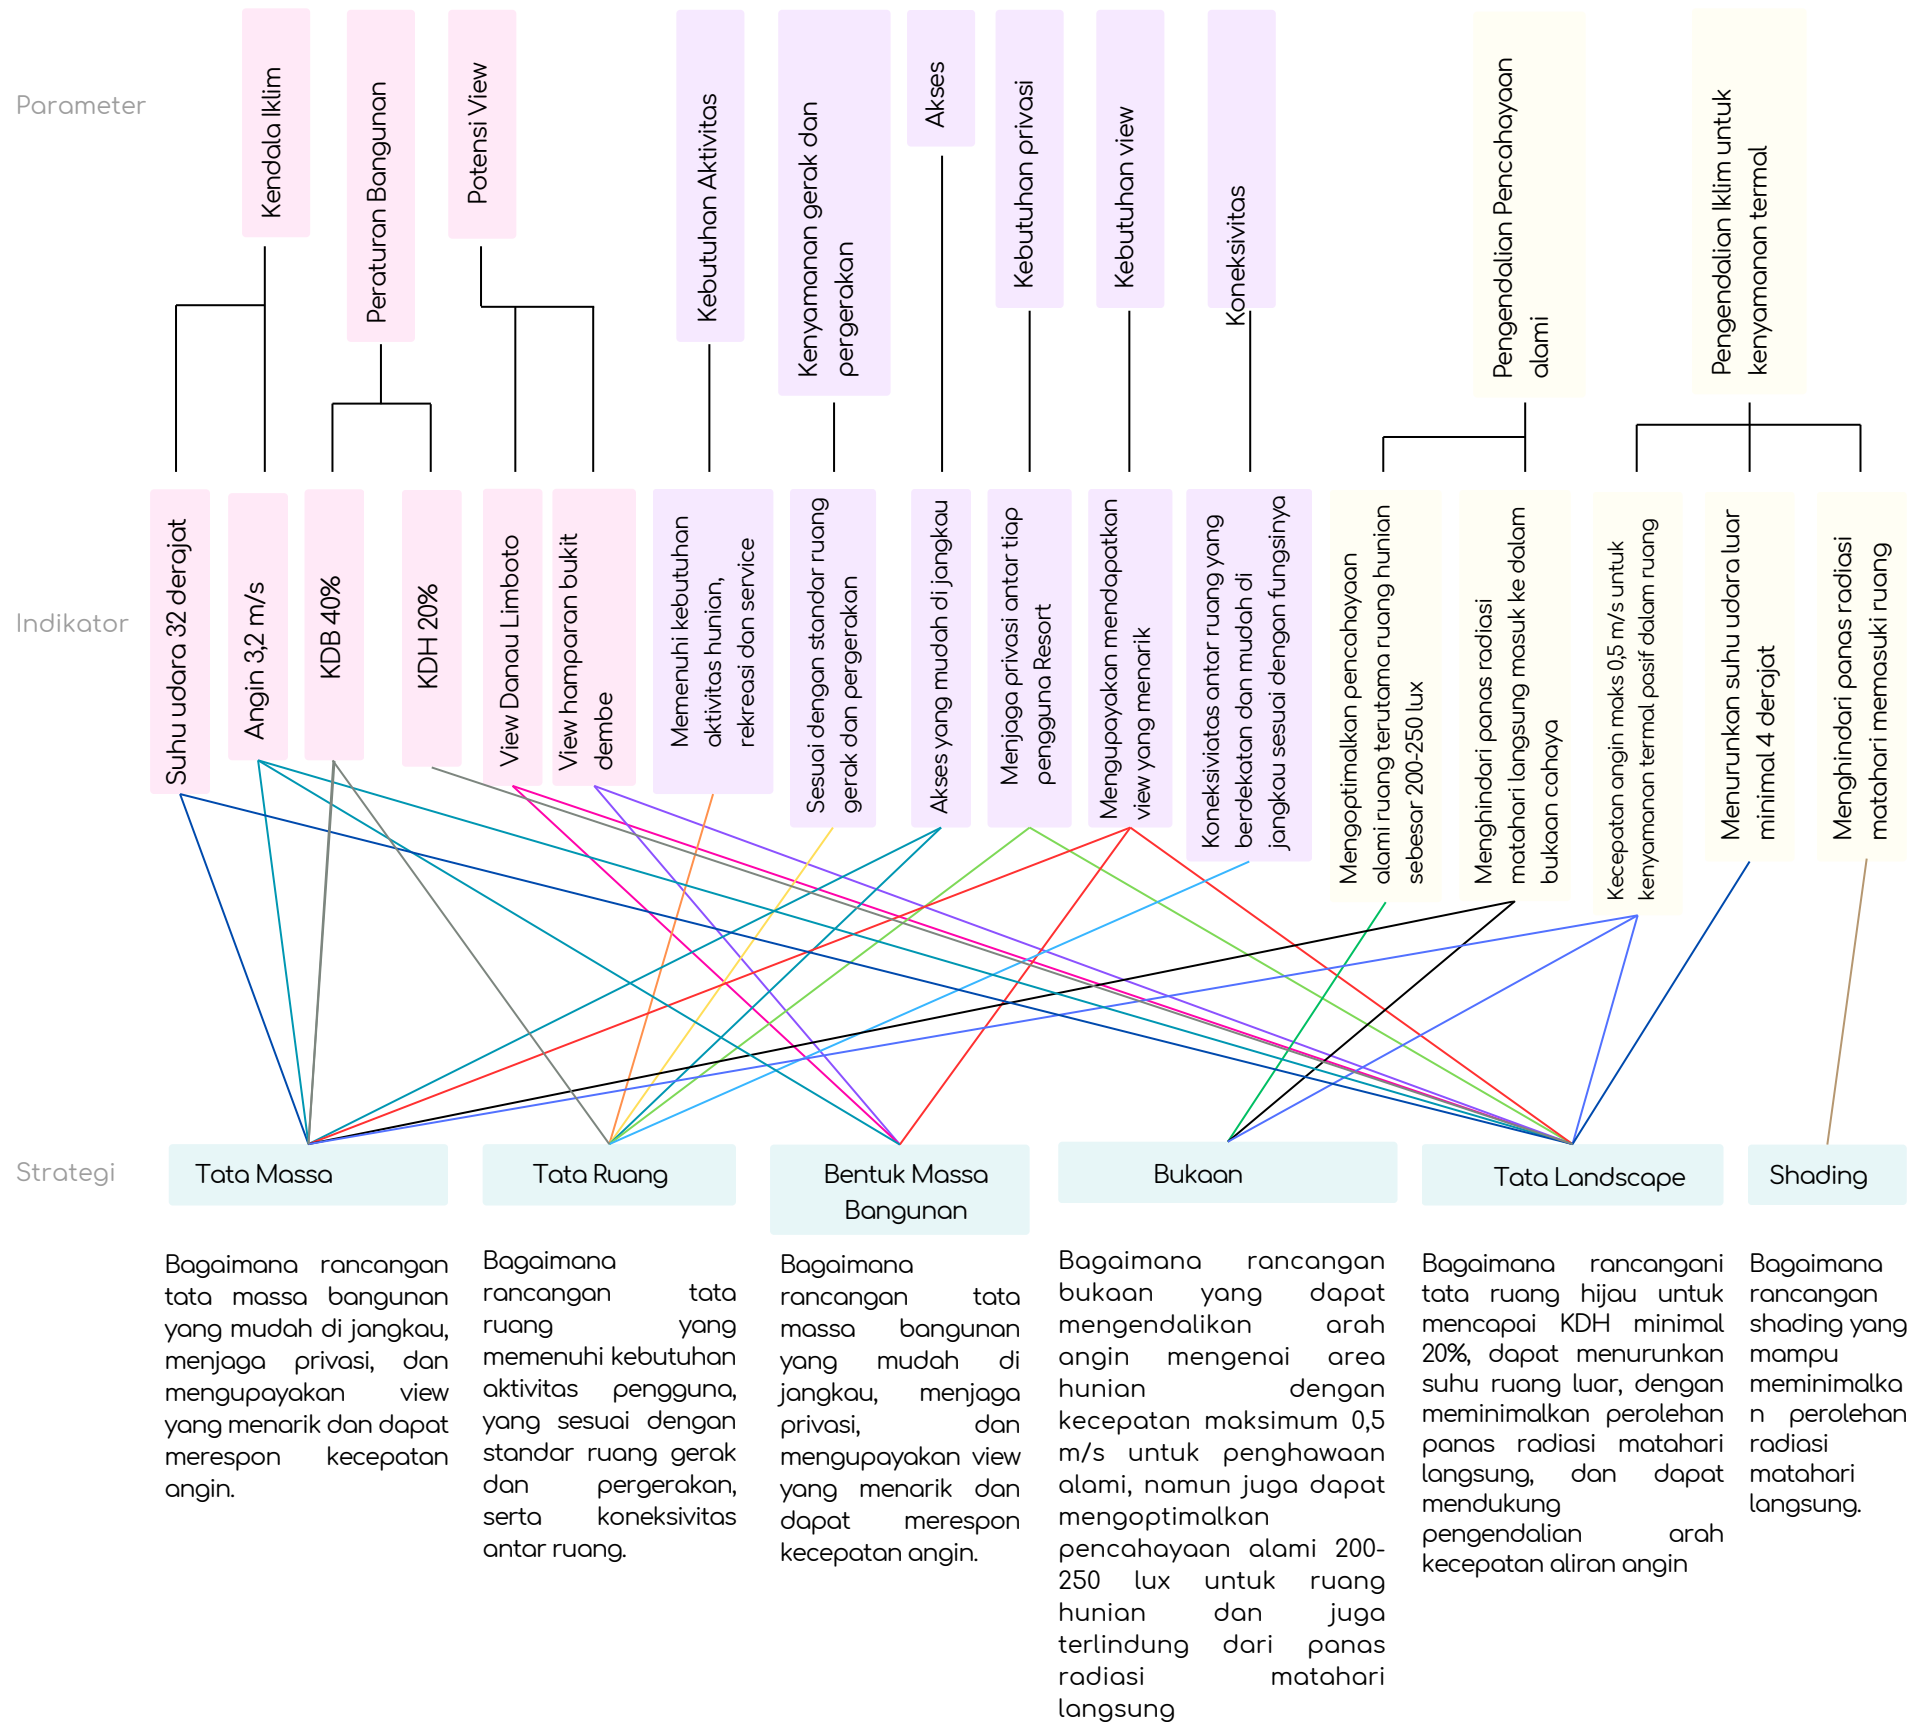 Parameter
Kendala Iklim
Peraturan Bangunan
Potensi View
Kebutuhan Aktivitas
Kenyamanan gerak dan
pergerakan
Akses
Kebutuhan privasi
Kebutuhan view
Koneksivitas
Pengendalian Pencahayaan
alami
Pengendalian Iklim untuk
kenyamanan termal
Indikator
Suhu udara 32 derajat
Angin 3,2 m/s
KDB 40%
KDH 20%
View Danau Limboto
View hamparan bukit
dembe
Memenuhi kebutuhan
aktivitas hunian,
rekreasi dan service
Sesuai dengan standar ruang
gerak dan pergerakan
Akses yang mudah di jangkau
Menjaga privasi antar tiap
pengguna Resort
Mengupayakan mendapatkan
view yang menarik
Koneksiviatas antar ruang yang
berdekatan dan mudah di
jangkau sesuai dengan fungsinya
Mengoptimalkan pencahayaan
alami ruang terutama ruang hunian
sebesar 200-250 lux
Menghindari panas radiasi
matahari langsung masuk ke dalam
bukaan cahaya
Kecepatan angin maks 0,5 m/s untuk
kenyamanan termal pasif dalam ruang
Menurunkan suhu udara luar
minimal 4 derajat
Menghindari panas radiasi
matahari memasuki ruang
Strategi
Tata Massa
Bagaimana rancangan
tata massa bangunan
yang mudah di jangkau,
menjaga privasi, dan
mengupayakan view
yang menarik dan dapat
merespon kecepatan
angin.
Tata Ruang
Bagaimana
rancangan tata
ruang yang
memenuhi kebutuhan
aktivitas pengguna,
yang sesuai dengan
standar ruang gerak
dan pergerakan,
serta koneksivitas
antar ruang.
Bentuk Massa
Bangunan
Bagaimana
rancangan tata
massa bangunan
yang mudah di
jangkau, menjaga
privasi, dan
mengupayakan view
yang menarik dan
dapat merespon
kecepatan angin.
Bukaan
Bagaimana rancangan
bukaan yang dapat
mengendalikan arah
angin mengenai area
hunian dengan
kecepatan maksimum 0,5
m/s untuk penghawaan
alami, namun juga dapat
mengoptimalkan
pencahayaan alami 200-
250 lux untuk ruang
hunian dan juga
terlindung dari panas
radiasi matahari
langsung
Tata Landscape
Bagaimana rancangani
tata ruang hijau untuk
mencapai KDH minimal
20%, dapat menurunkan
suhu ruang luar, dengan
meminimalkan perolehan
panas radiasi matahari
langsung, dan dapat
mendukung
pengendalian arah
kecepatan aliran angin
Shading
Bagaimana
rancangan
shading yang
mampu
meminimalka
n perolehan
radiasi
matahari
langsung.